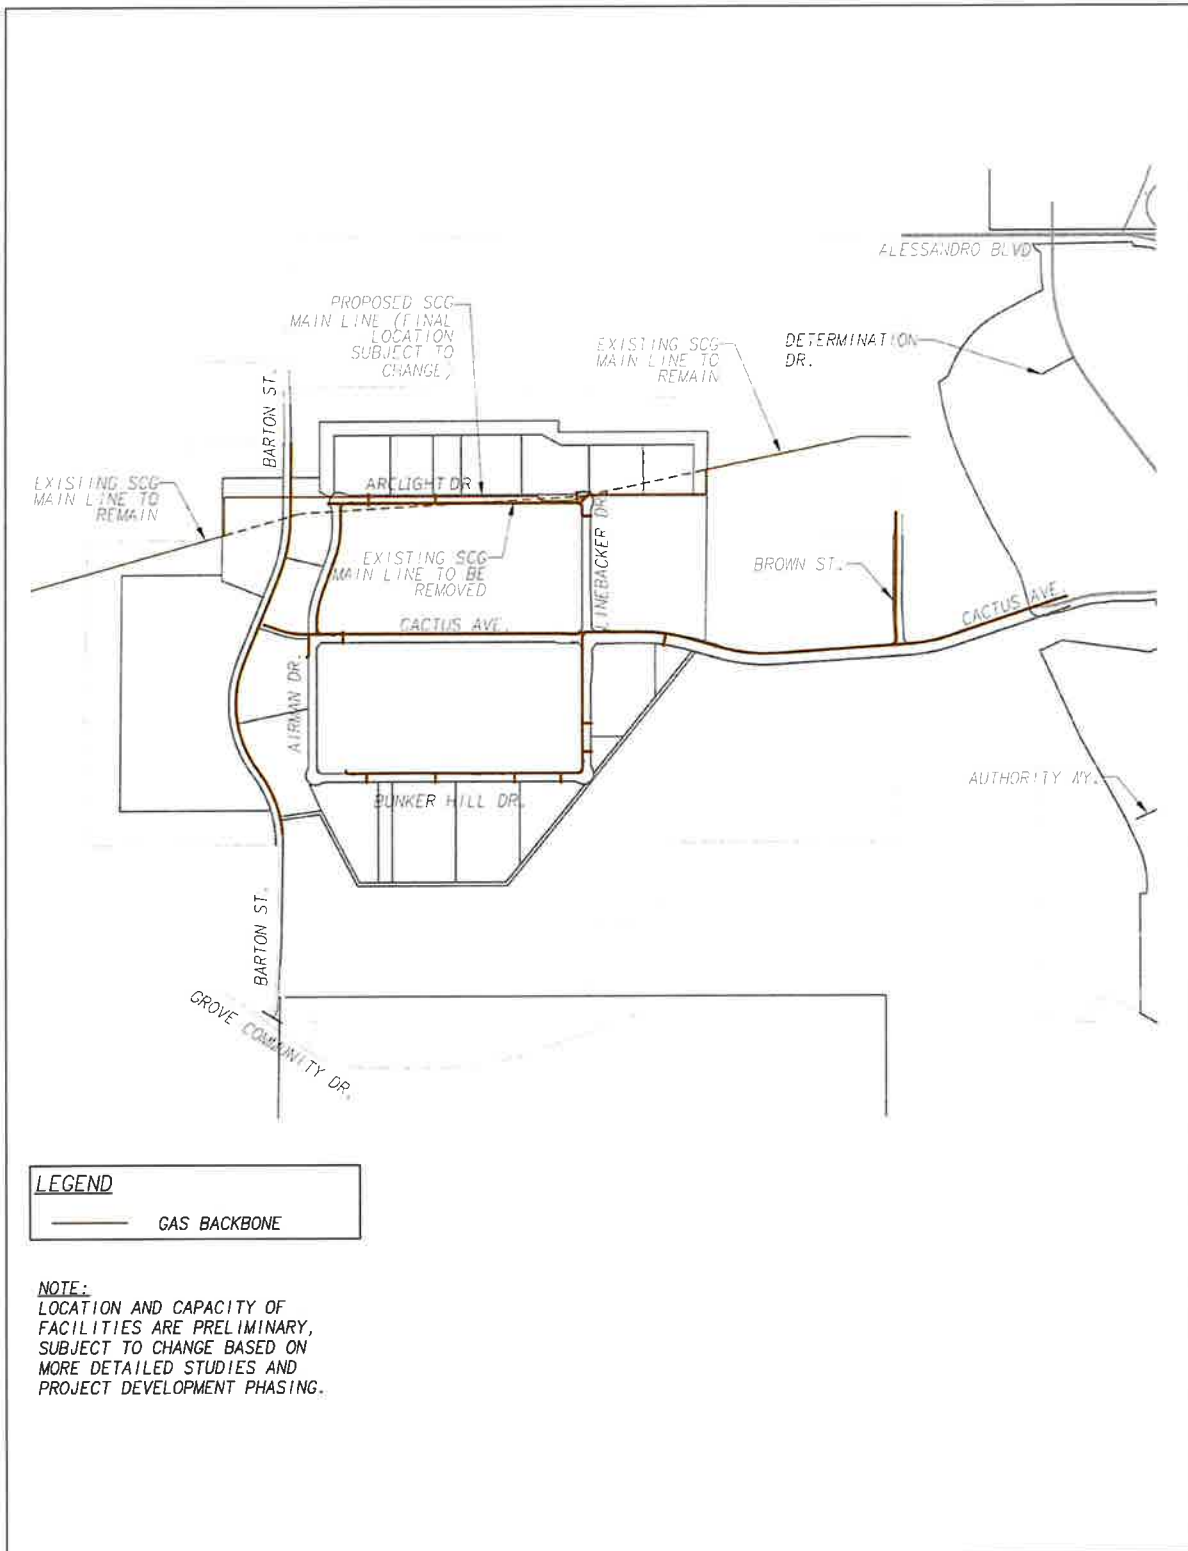 ALESSANDRO BLVD
PROPOSED SCG
MAIN LINE (FINAL
LOCATION
SUBJECT TO
CHANGE)
EXISTING SCG
MAIN LINE TO
REMAIN
DETERMINATION
DR.
BARTON ST.
EXISTING SCG
MAIN LINE TO
REMAIN
ARCLIGHT DR
EXISTING SCG
MAIN LINE TO BE
REMOVED
LINEBACKER DR.
BROWN ST.
CACTUS AVE.
CACTUS AVE.
AIRMAN DR.
BUNKER HILL DR.
AUTHORITY WY.
BARTON ST.
GROVE COMMUNITY DR.
LEGEND
GAS BACKBONE
NOTE:
LOCATION AND CAPACITY OF
FACILITIES ARE PRELIMINARY,
SUBJECT TO CHANGE BASED ON
MORE DETAILED STUDIES AND
PROJECT DEVELOPMENT PHASING.